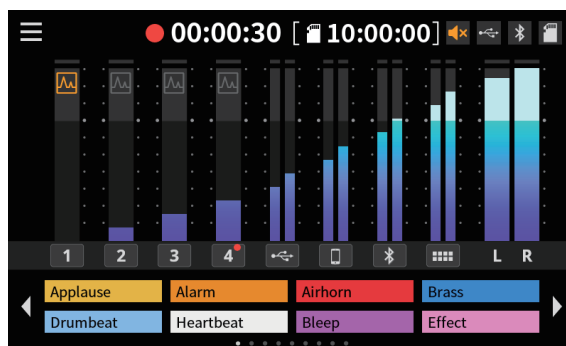 00:00:30 [ 10:00:00]
1 2 3 4 L R
Applause Alarm Airhorn Brass
Drumbeat Heartbeat Bleep Effect